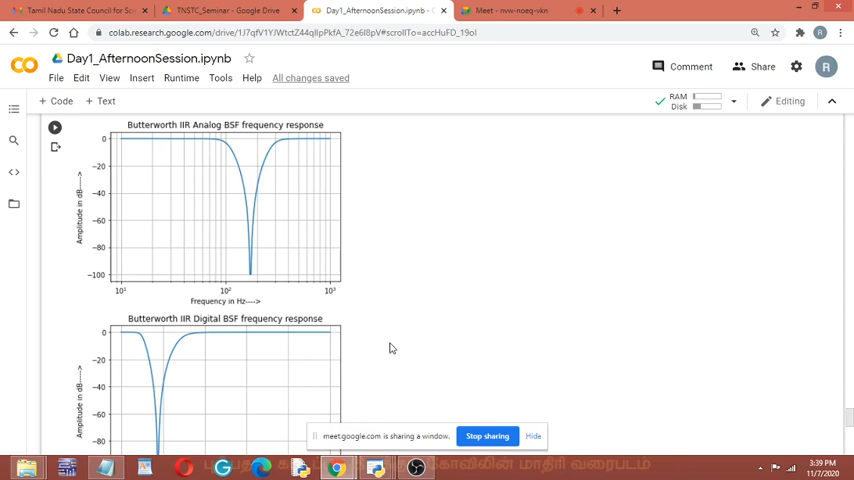 Tamil Nadu State Council for Scie
TNSTC_Seminar - Google Drive
Day1_AfternoonSession.ipynb - C
Meet - nvw-noeq-vkn
colab.research.google.com/drive/1J7qfV1YJWtctZ44qlIpPkfA_72e6I8pV#scrollTo=accHuFD_19oI
Day1_AfternoonSession.ipynb
Comment
Share
R
File Edit View Insert Runtime Tools Help All changes saved
+ Code + Text
RAM
Disk
Editing
Butterworth IIR Analog BSF frequency response
0
−20
−40
−60
−80
−100
Amplitude in dB---->
10¹ 10² 10³
Frequency in Hz---->
Butterworth IIR Digital BSF frequency response
0
−20
−40
−60
−80
Amplitude in dB---->
meet.google.com is sharing a window.
Stop sharing
Hide
கோவிலின் மாதிரி வரைபடம்
3:39 PM
11/7/2020